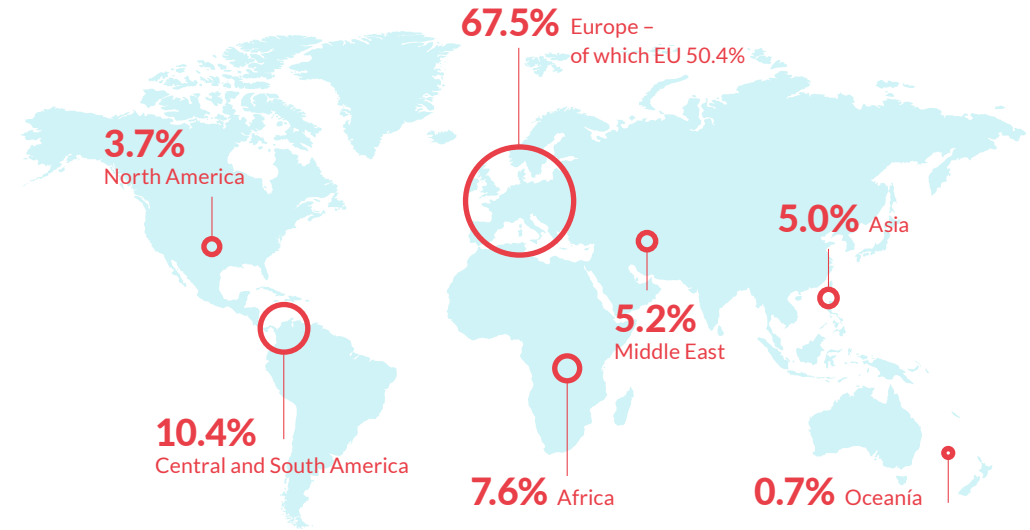 67.5% Europe –
of which EU 50.4%
3.7%
North America
5.0% Asia
5.2%
Middle East
10.4%
Central and South America
7.6% Africa
0.7% Oceanía